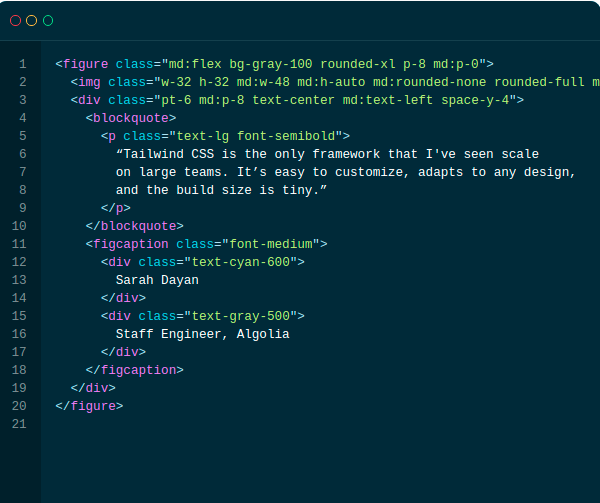 1 <figure class="md:flex bg-gray-100 rounded-xl p-8 md:p-0">
2   <img class="w-32 h-32 md:w-48 md:h-auto md:rounded-none rounded-full m
3   <div class="pt-6 md:p-8 text-center md:text-left space-y-4">
4     <blockquote>
5       <p class="text-lg font-semibold">
6         “Tailwind CSS is the only framework that I've seen scale
7         on large teams. It’s easy to customize, adapts to any design,
8         and the build size is tiny.”
9       </p>
10     </blockquote>
11     <figcaption class="font-medium">
12       <div class="text-cyan-600">
13         Sarah Dayan
14       </div>
15       <div class="text-gray-500">
16         Staff Engineer, Algolia
17       </div>
18     </figcaption>
19   </div>
20 </figure>
21